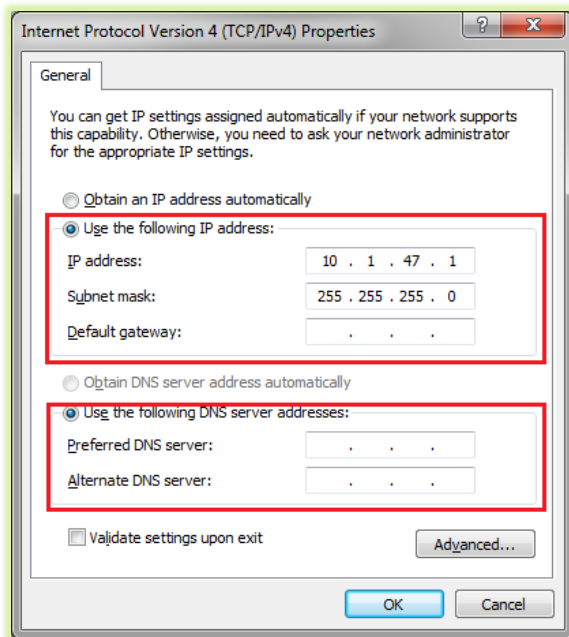 Internet Protocol Version 4 (TCP/IPv4) Properties
?
X
General
You can get IP settings assigned automatically if your network supports
this capability. Otherwise, you need to ask your network administrator
for the appropriate IP settings.
Obtain an IP address automatically
Use the following IP address:
IP address: 10 . 1 . 47 . 1
Subnet mask: 255 . 255 . 255 . 0
Default gateway: . . .
Obtain DNS server address automatically
Use the following DNS server addresses:
Preferred DNS server: . . .
Alternate DNS server: . . .
Validate settings upon exit
Advanced...
OK Cancel